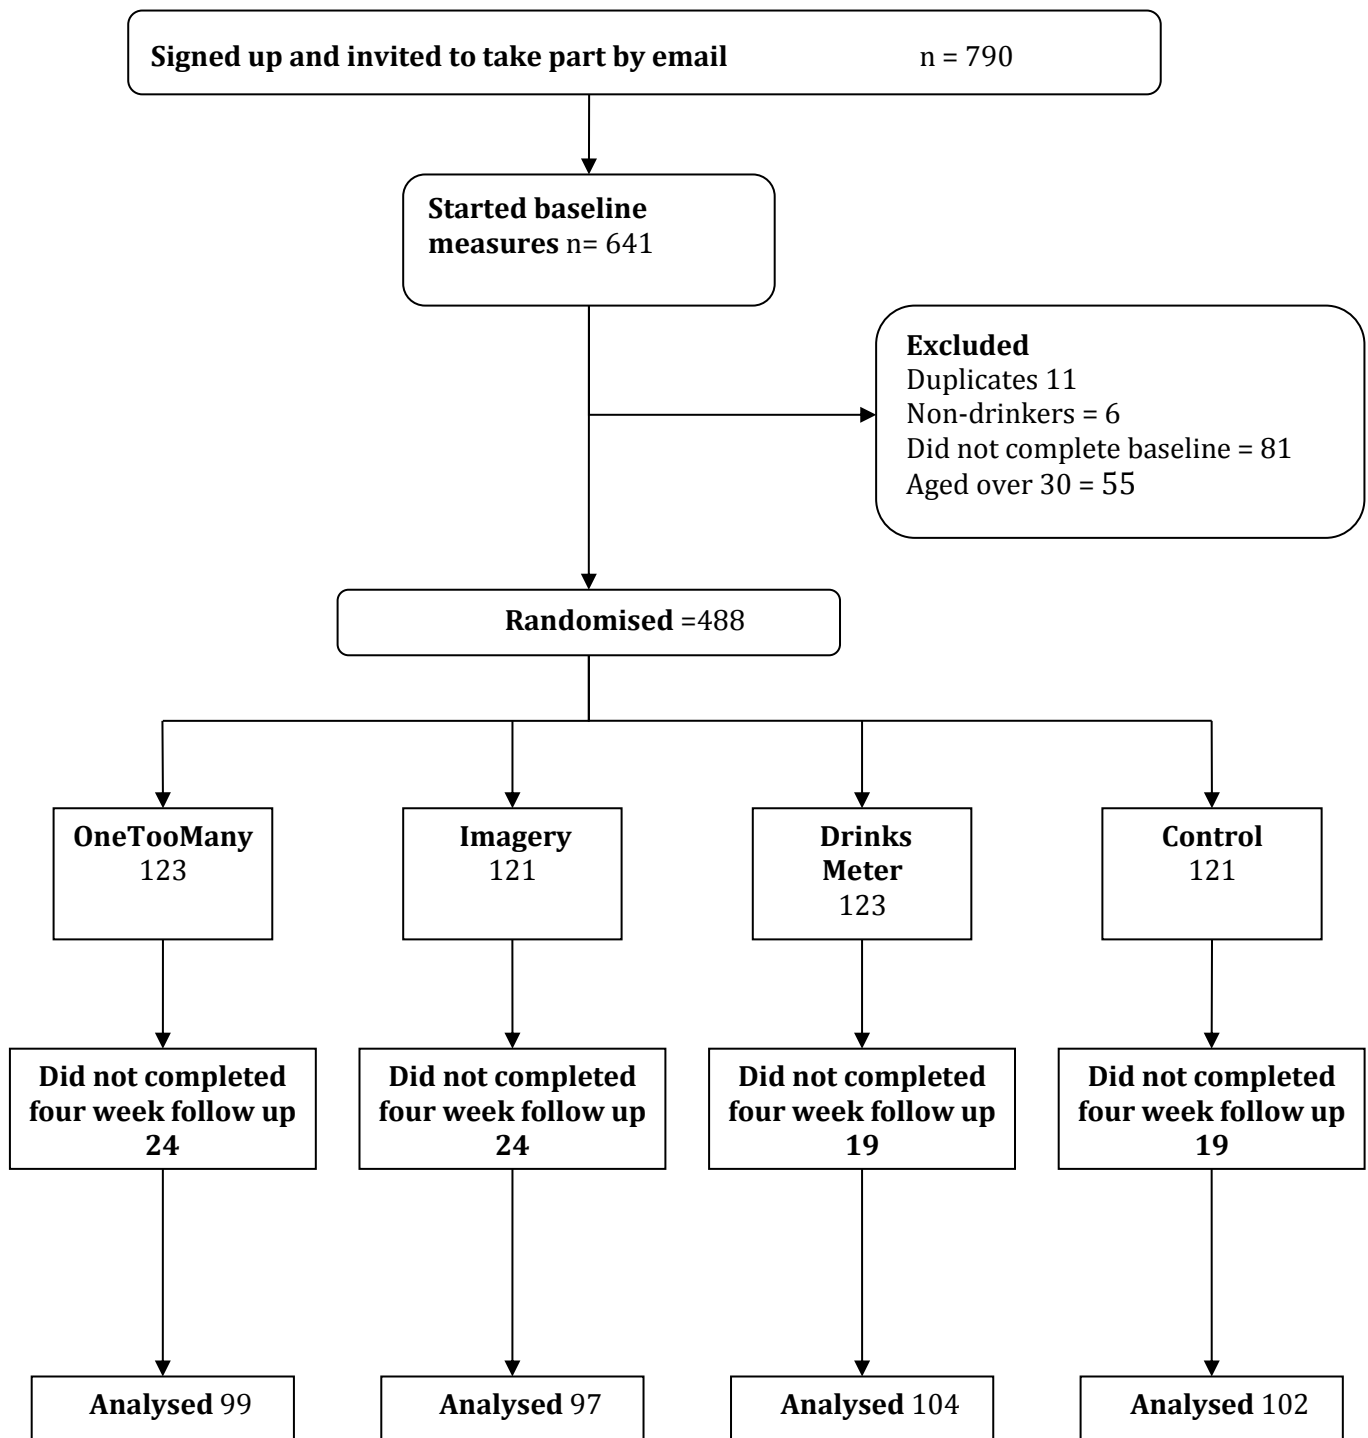 Signed up and invited to take part by email n = 790
Started baseline
measures n= 641
Excluded
Duplicates 11
Non-drinkers = 6
Did not complete baseline = 81
Aged over 30 = 55
Randomised =488
OneTooMany
123
Imagery
121
Drinks
Meter
123
Control
121
Did not completed
four week follow up
24
Did not completed
four week follow up
24
Did not completed
four week follow up
19
Did not completed
four week follow up
19
Analysed 99
Analysed 97
Analysed 104
Analysed 102